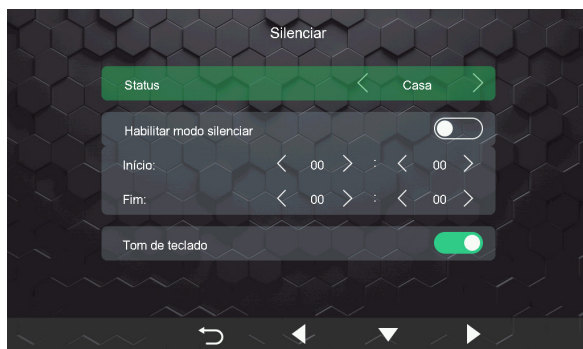 Silenciar
Status Casa
Habilitar modo silenciar
Início: 00 : 00
Fim: 00 : 00
Tom de teclado